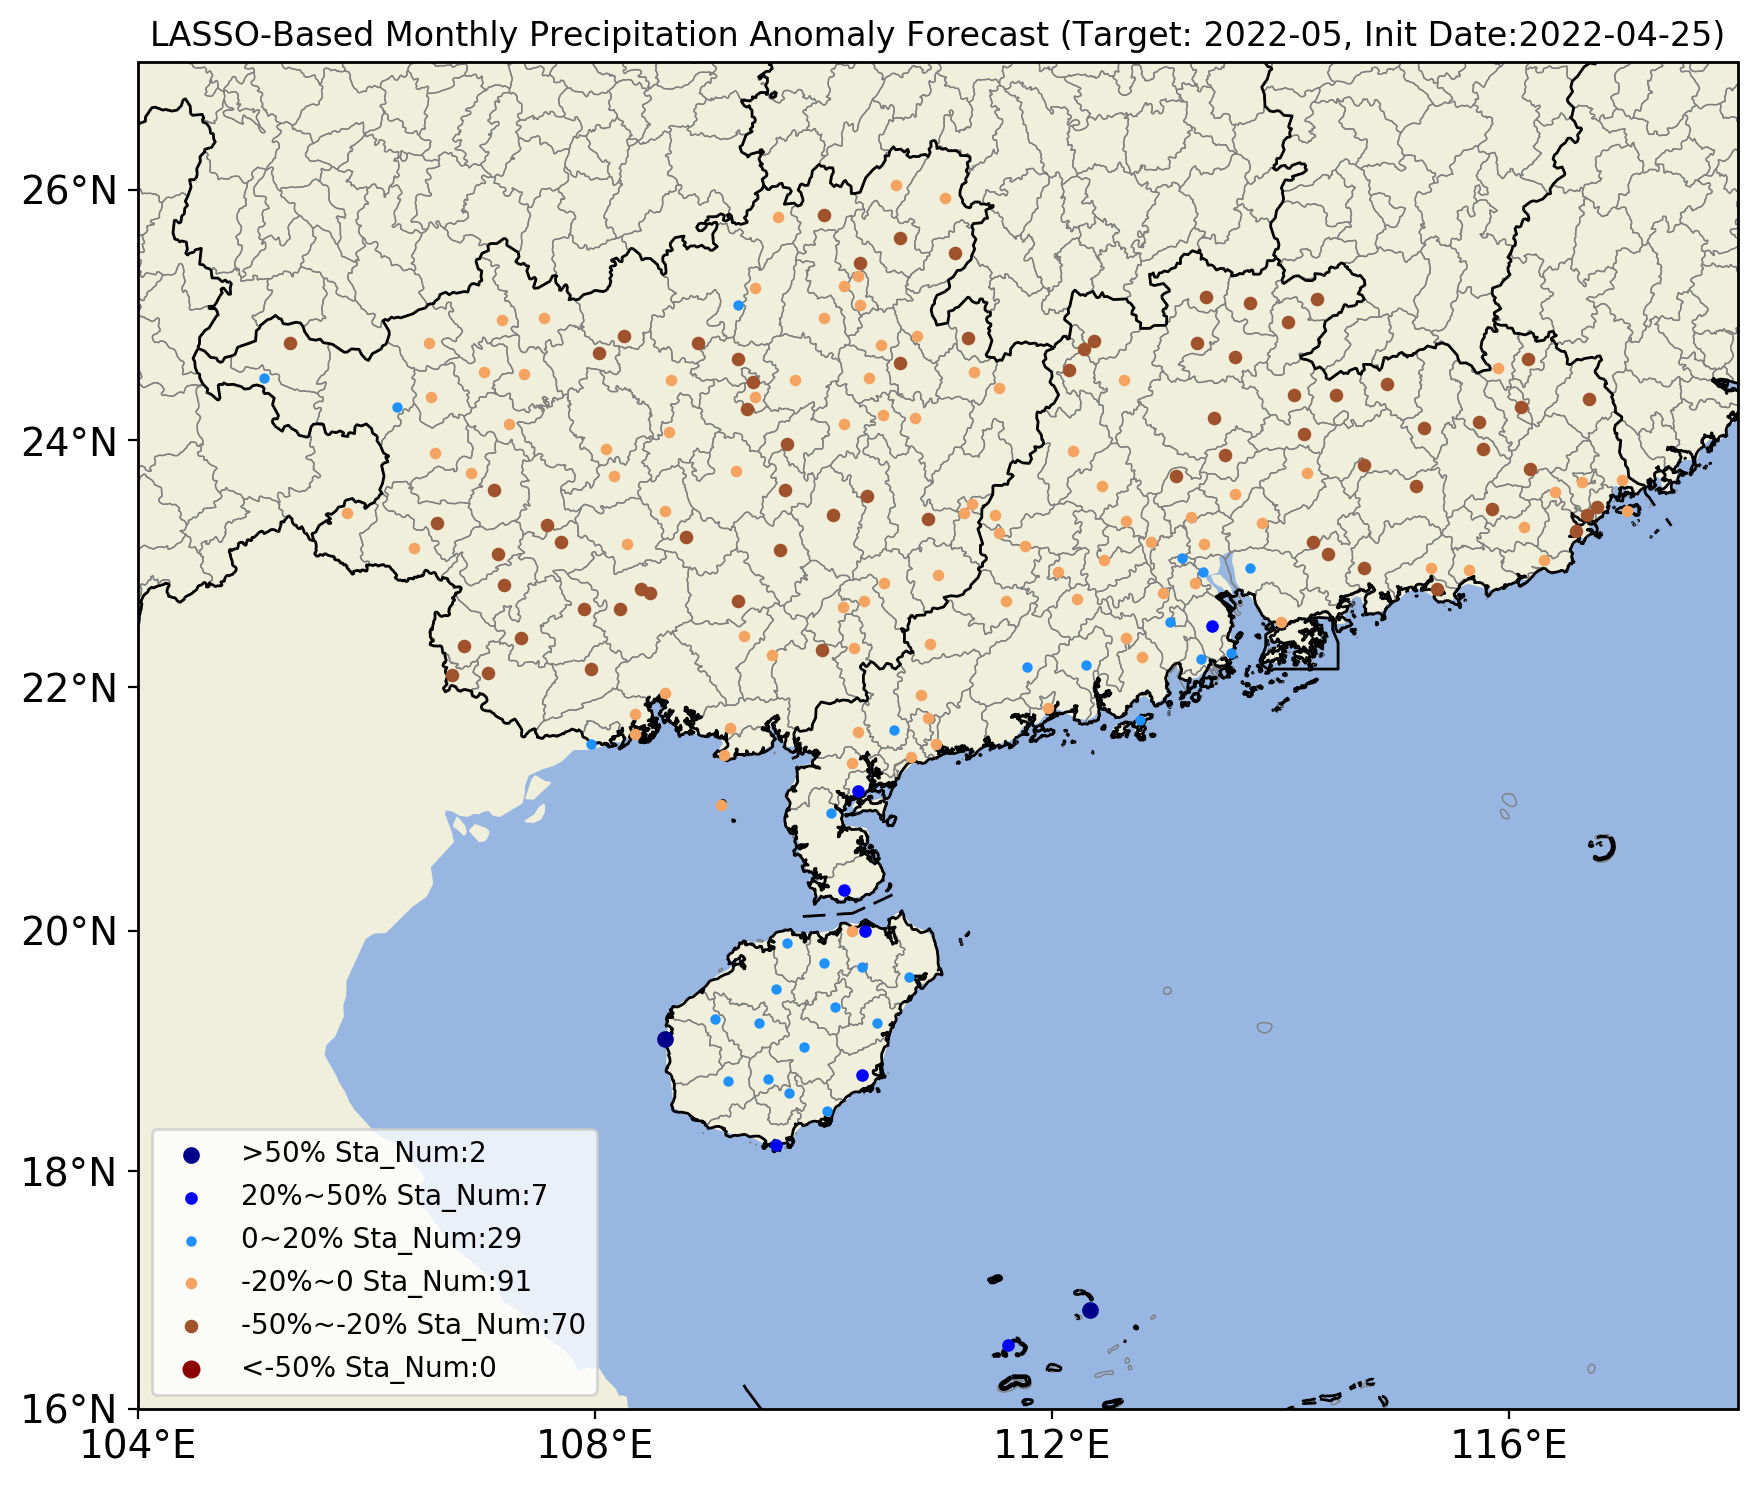 LASSO-Based Monthly Precipitation Anomaly Forecast (Target: 2022-05, Init Date:2022-04-25)
26°N
24°N
22°N
20°N
18°N
16°N
>50% Sta_Num:2
20%~50% Sta_Num:7
0~20% Sta_Num:29
-20%~0 Sta_Num:91
-50%~-20% Sta_Num:70
<-50% Sta_Num:0
104°E
108°E
112°E
116°E